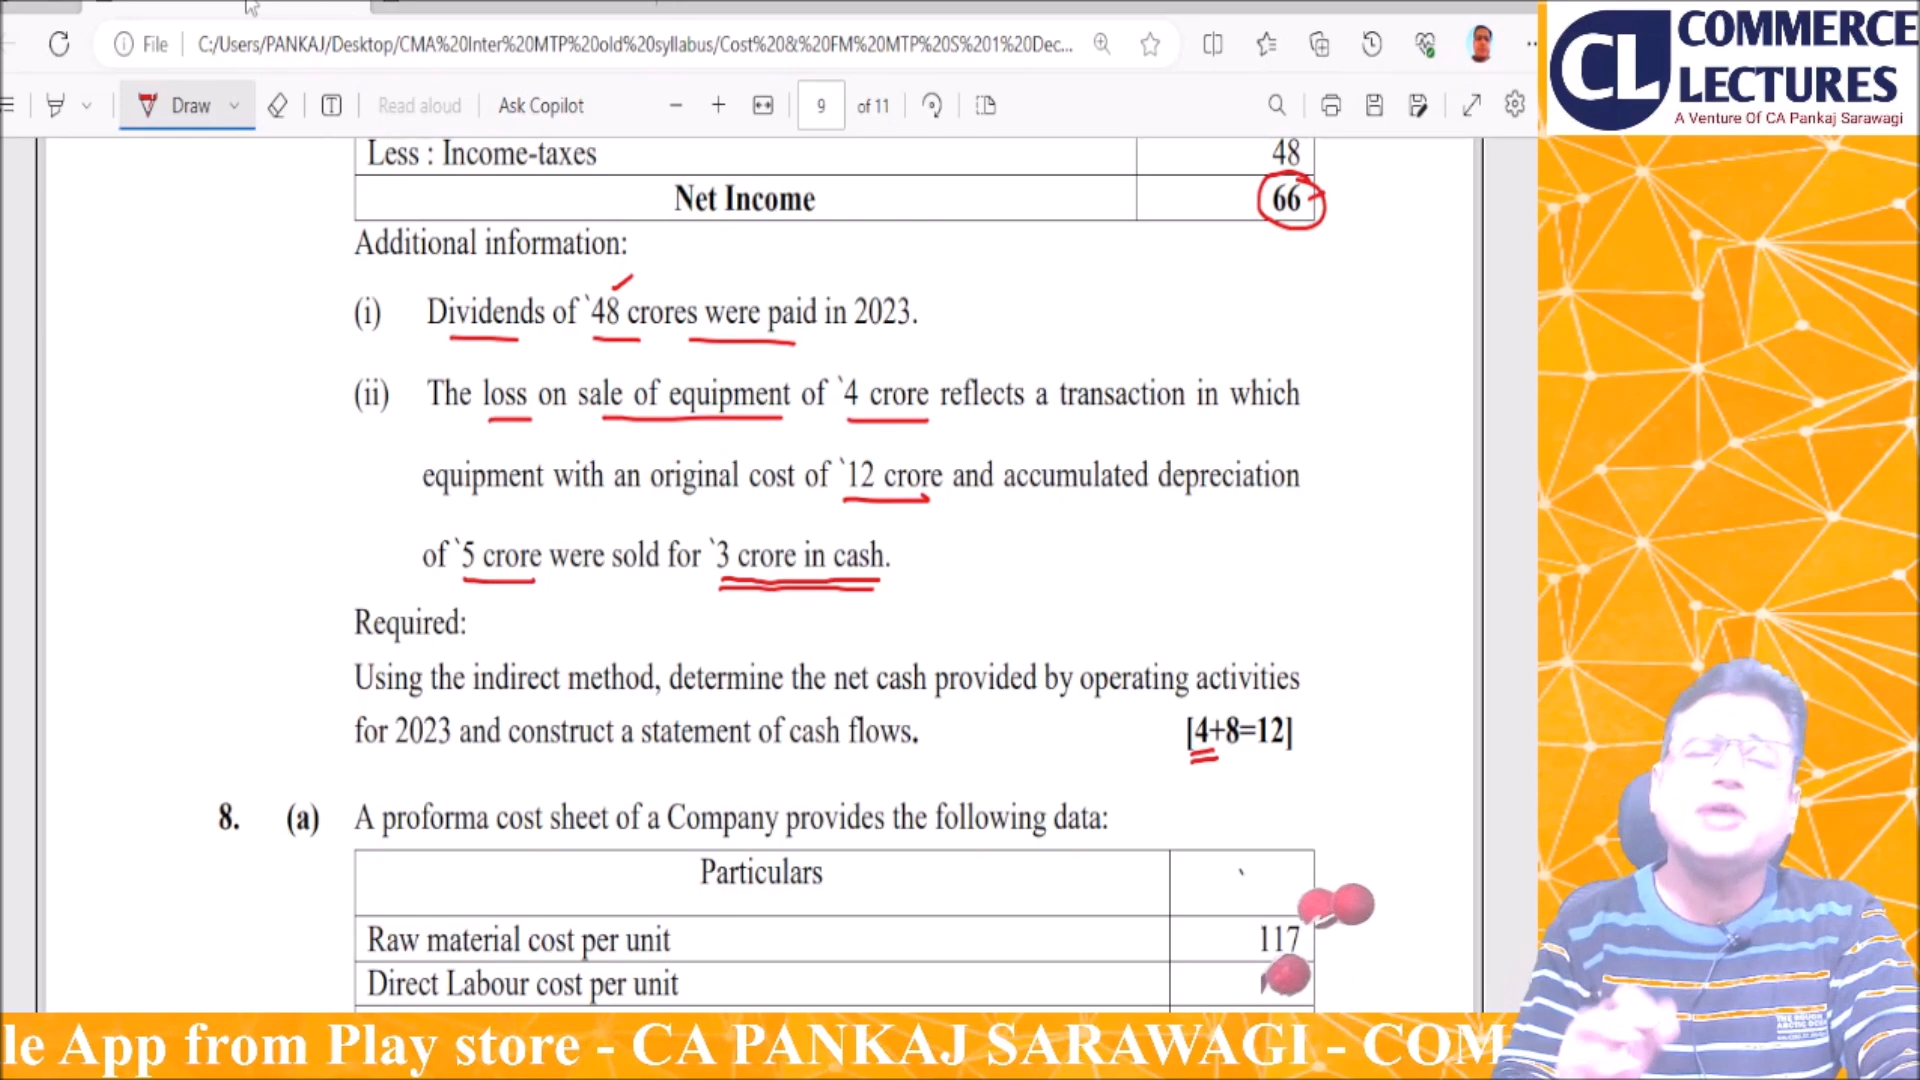 File
C:/Users/PANKAJ/Desktop/CMA%20Inter%20MTP%20old%20syllabus/Cost%20&%20FM%20MTP%20S%201%20Dec...
Draw
Read aloud
Ask Copilot
9
of 11
CL COMMERCE
LECTURES
A Venture Of CA Pankaj Sarawagi
Less : Income-taxes 48
Net Income 66
Additional information:
(i) Dividends of `48 crores were paid in 2023.
(ii) The loss on sale of equipment of `4 crore reflects a transaction in which
equipment with an original cost of `12 crore and accumulated depreciation
of `5 crore were sold for `3 crore in cash.
Required:
Using the indirect method, determine the net cash provided by operating activities
for 2023 and construct a statement of cash flows. [4+8=12]
8. (a) A proforma cost sheet of a Company provides the following data:
Particulars `
Raw material cost per unit 117
Direct Labour cost per unit
le App from Play store - CA PANKAJ SARAWAGI - COM